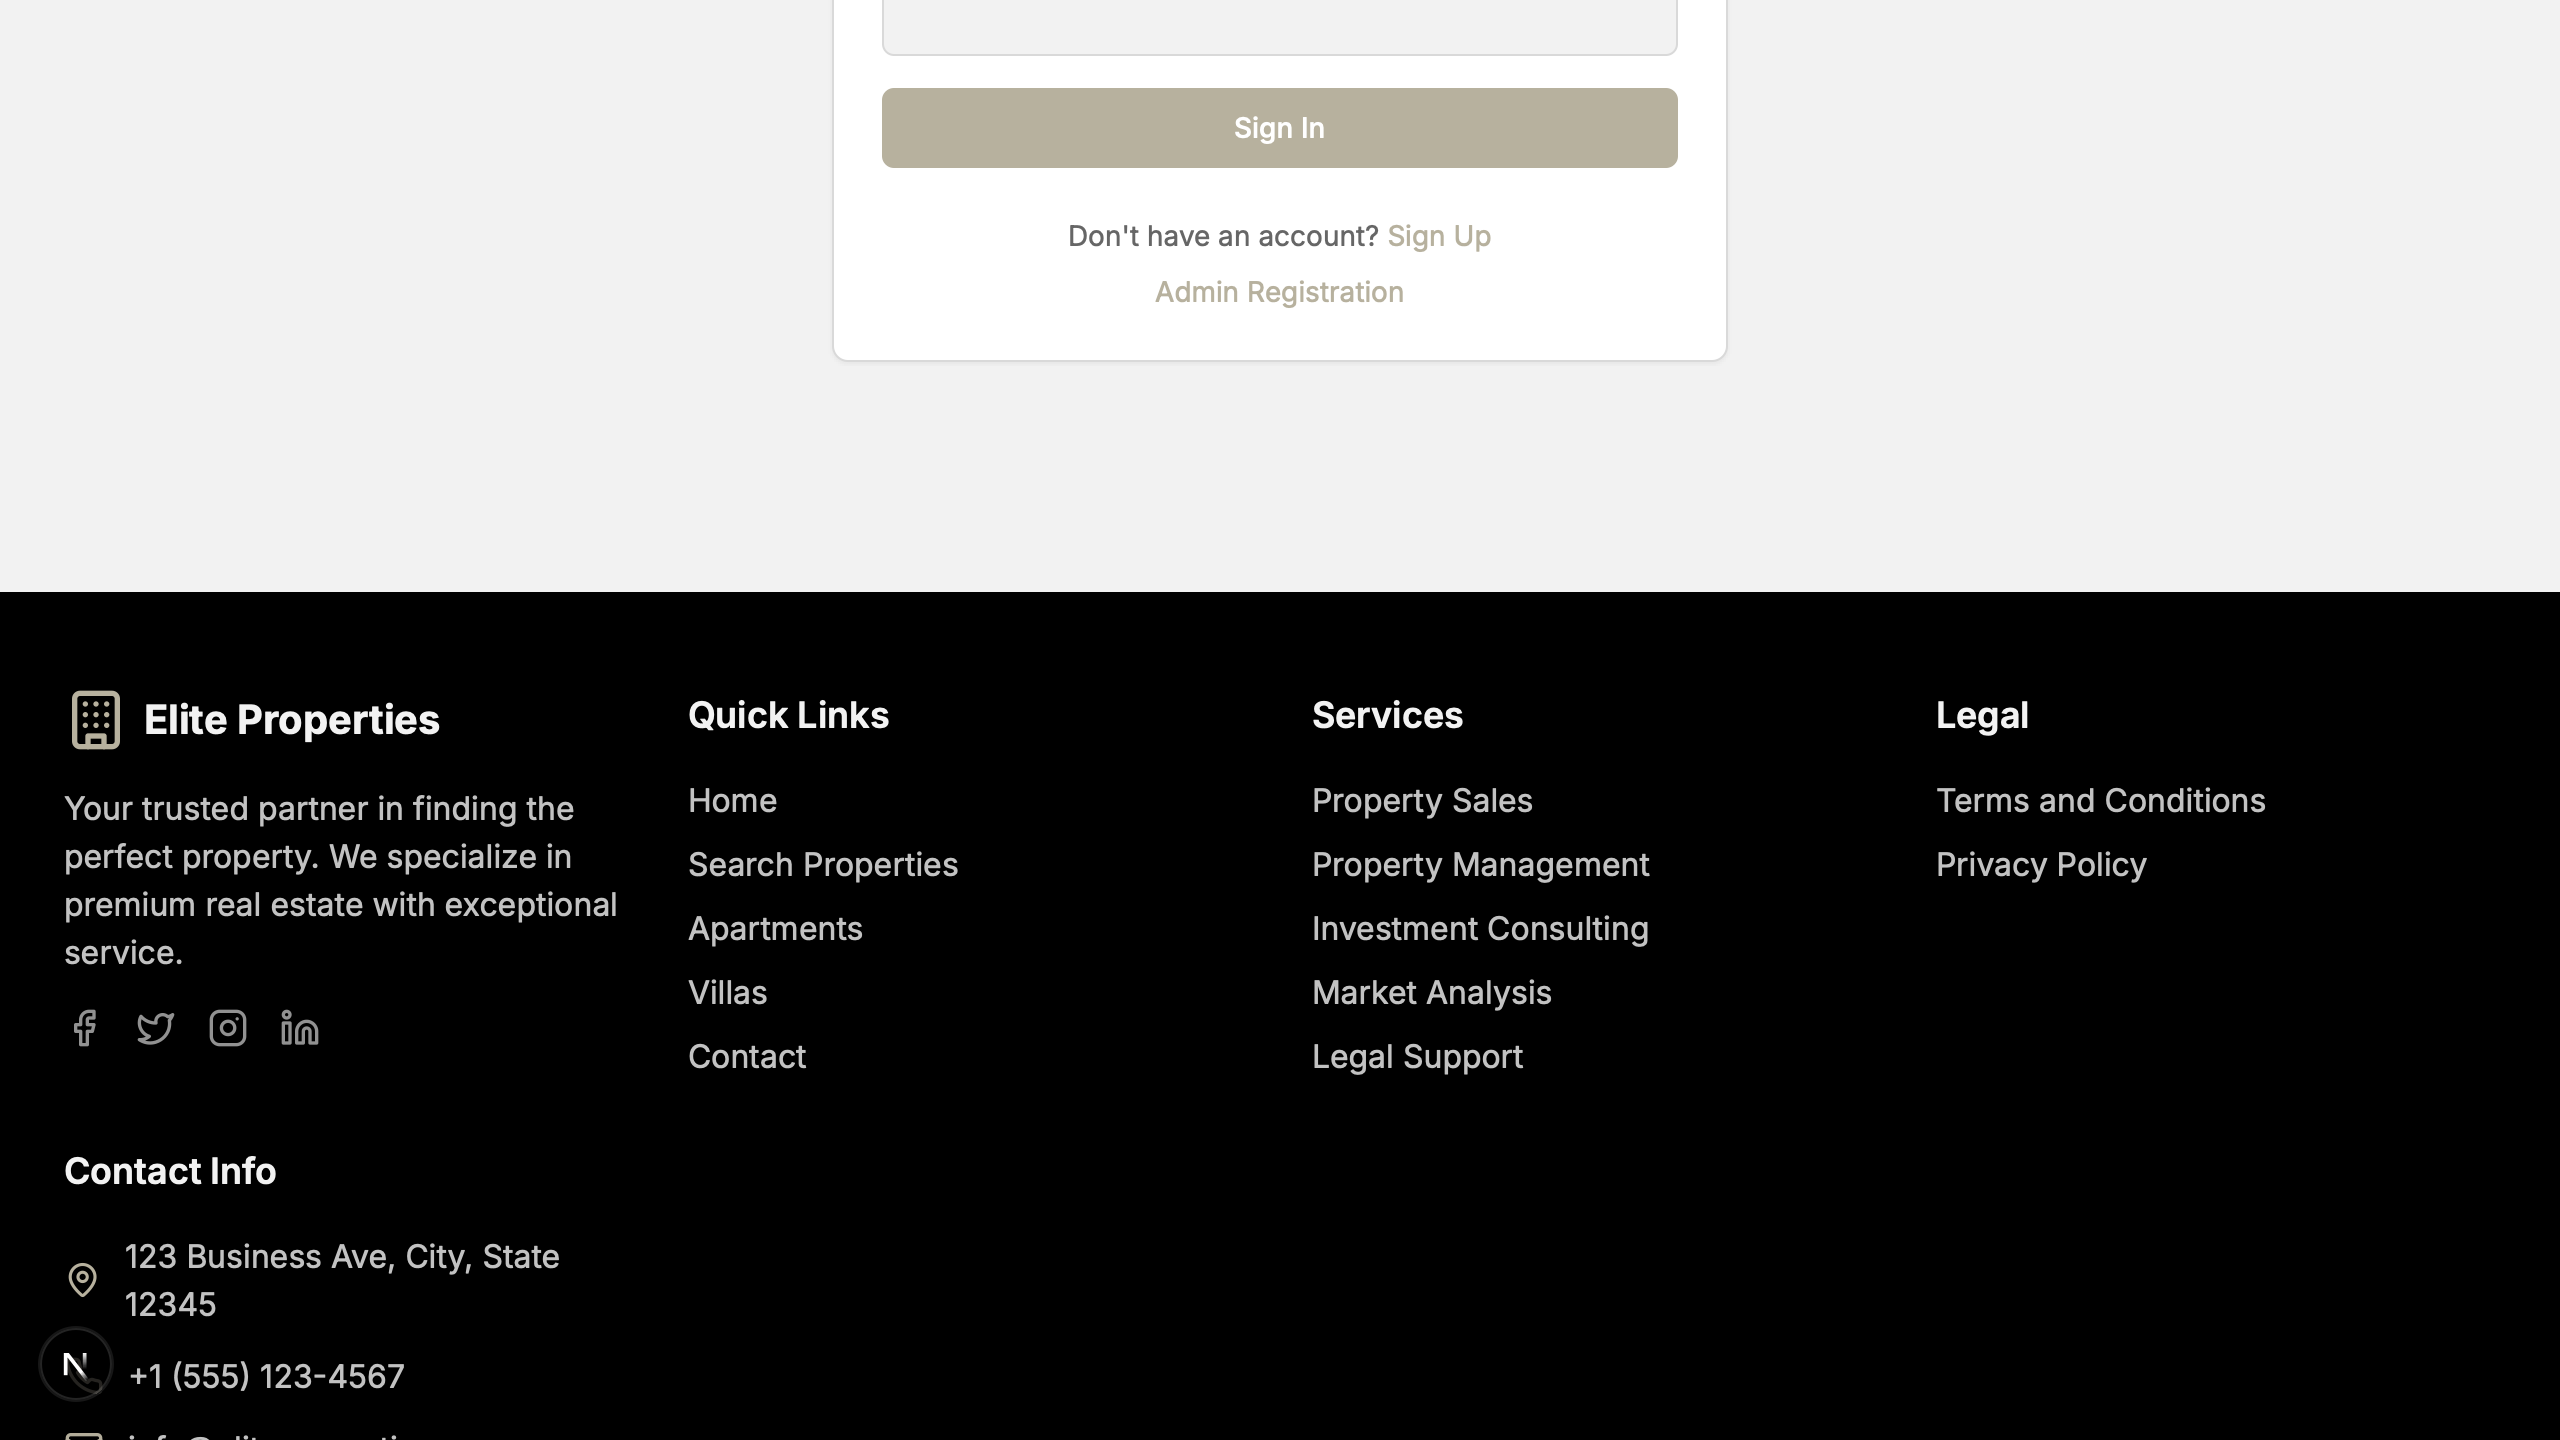 Sign In
Don't have an account? Sign Up
Admin Registration
Elite Properties
Your trusted partner in finding the
perfect property. We specialize in
premium real estate with exceptional
service.
Quick Links
Home
Search Properties
Apartments
Villas
Contact
Services
Property Sales
Property Management
Investment Consulting
Market Analysis
Legal Support
Legal
Terms and Conditions
Privacy Policy
Contact Info
123 Business Ave, City, State
12345
N
+1 (555) 123-4567